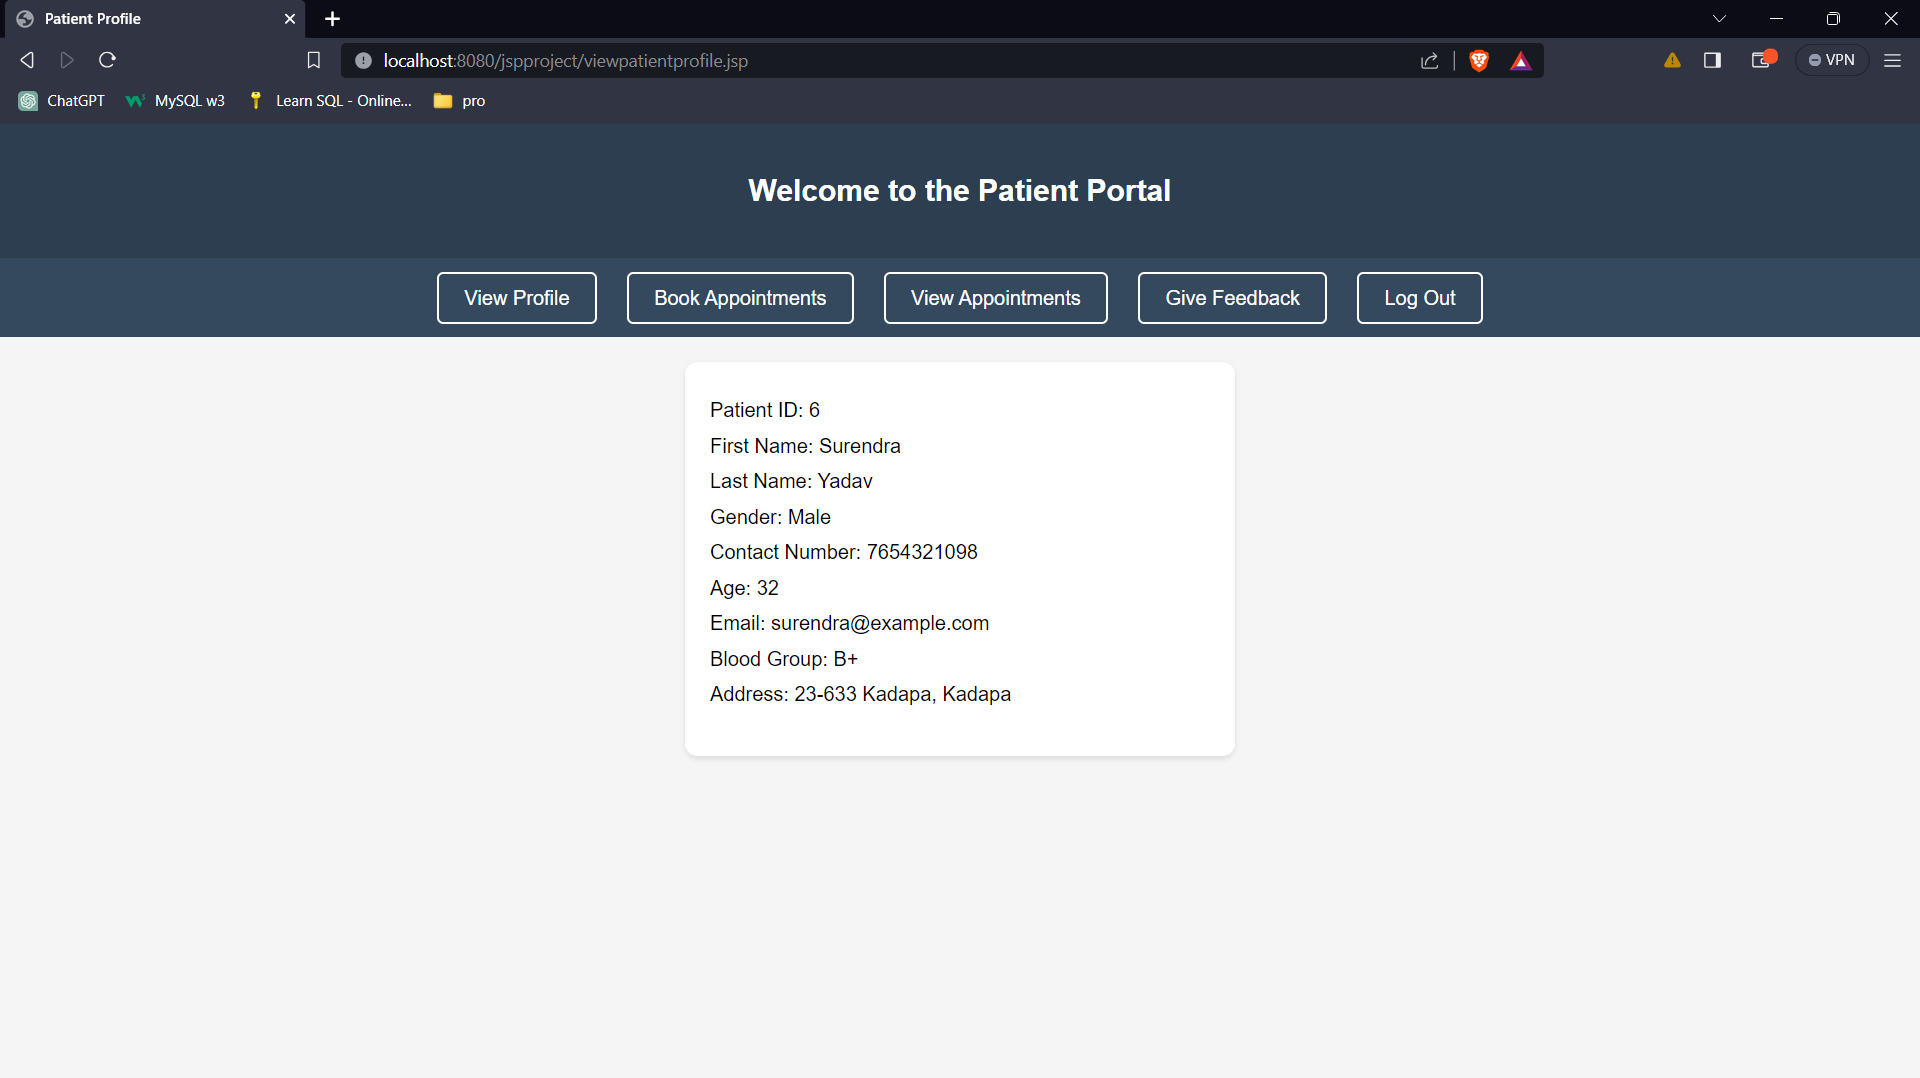 Patient Profile
localhost:8080/jspproject/viewpatientprofile.jsp
VPN
ChatGPT MySQL w3 Learn SQL - Online... pro
Welcome to the Patient Portal
View Profile Book Appointments View Appointments Give Feedback Log Out
Patient ID: 6
First Name: Surendra
Last Name: Yadav
Gender: Male
Contact Number: 7654321098
Age: 32
Email: surendra@example.com
Blood Group: B+
Address: 23-633 Kadapa, Kadapa